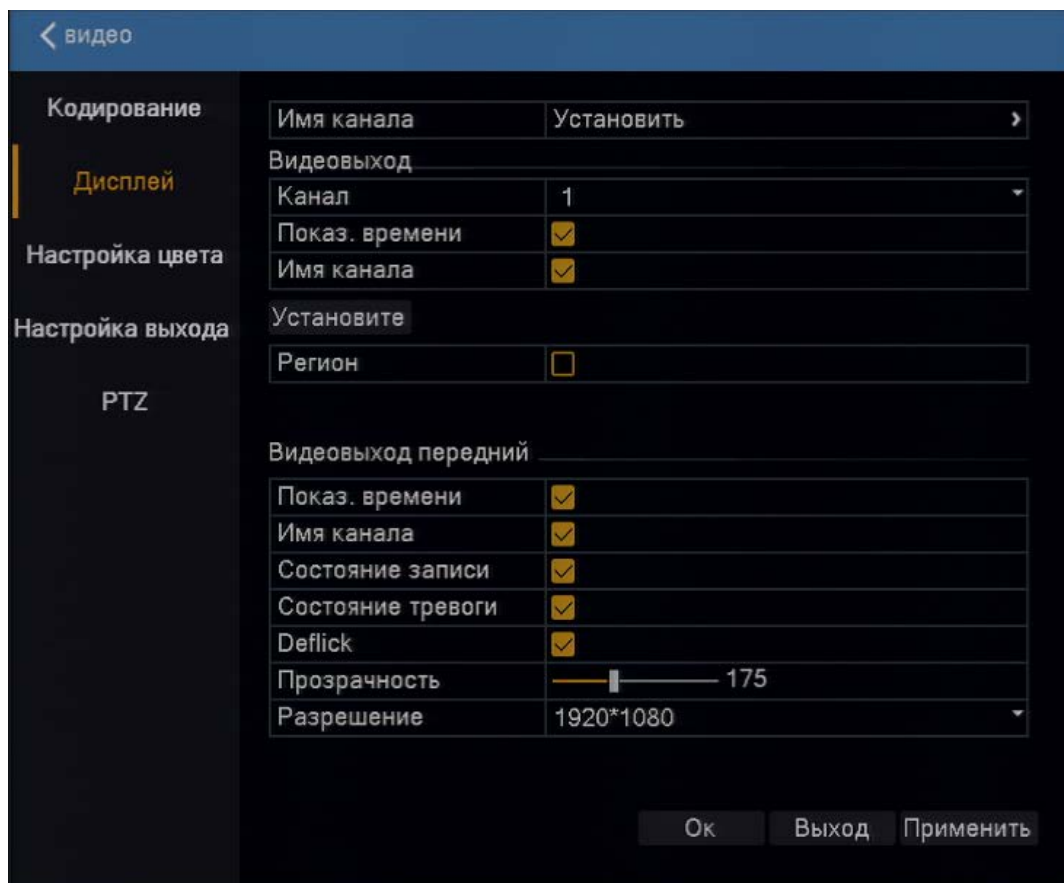 видео
Кодирование
Дисплей
Настройка цвета
Настройка выхода
PTZ
Имя канала Установить
Видеовыход
Канал 1
Показ. времени
Имя канала
Установите
Регион
Видеовыход передний
Показ. времени
Имя канала
Состояние записи
Состояние тревоги
Deflick
Прозрачность 175
Разрешение 1920*1080
Ок Выход Применить